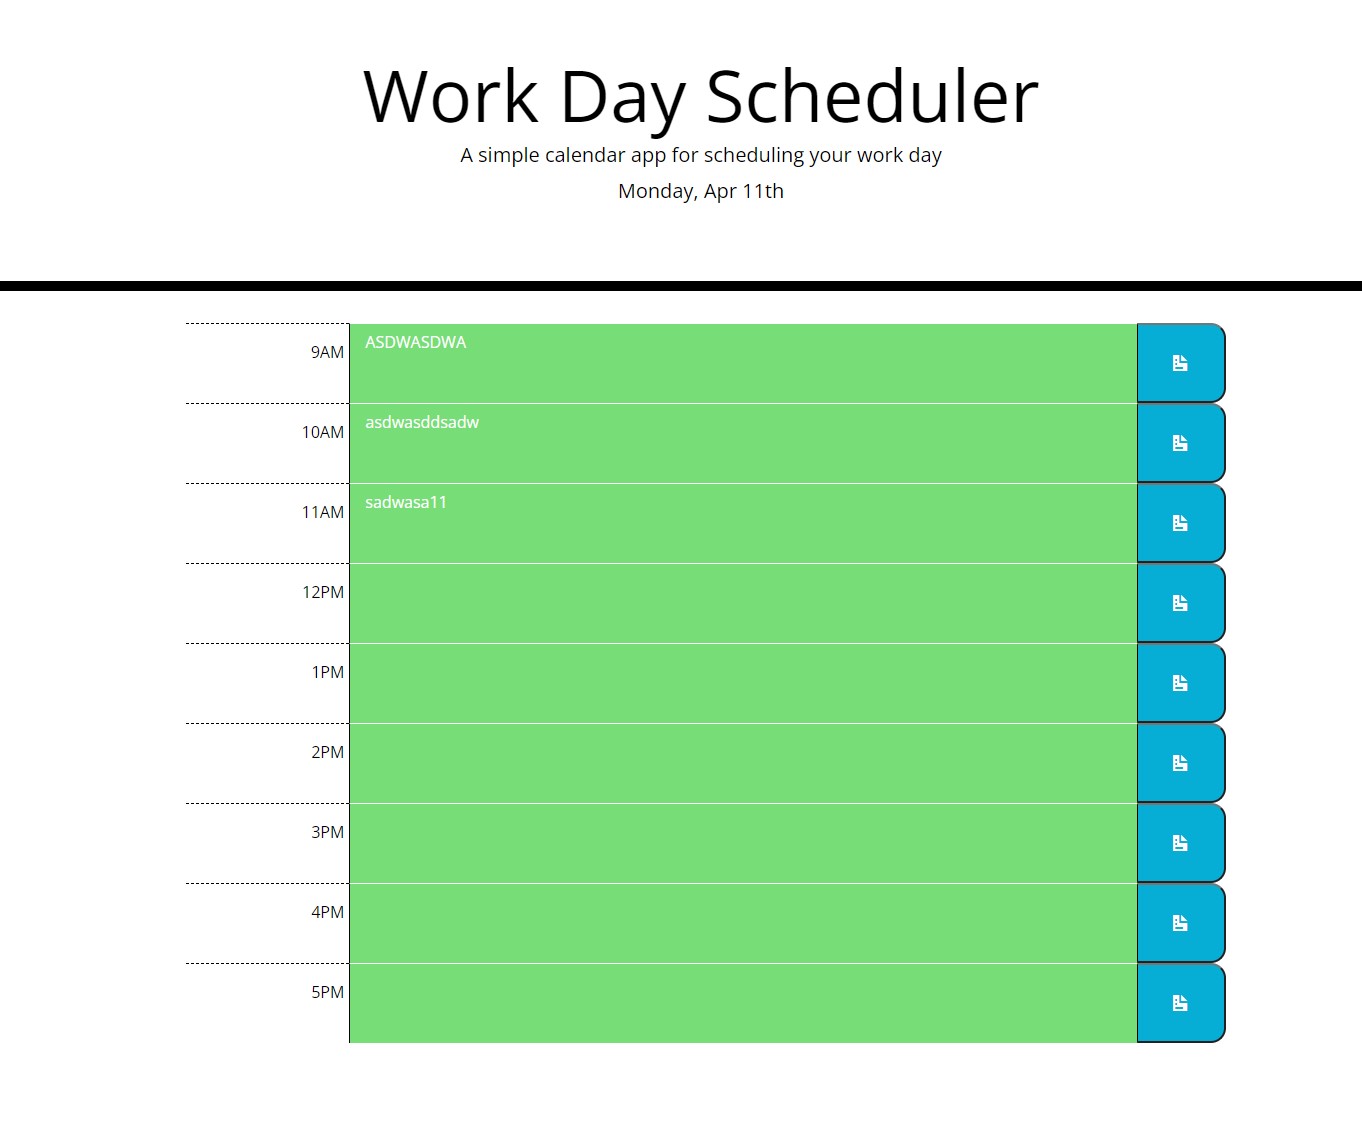 Work Day Scheduler
A simple calendar app for scheduling your work day
Monday, Apr 11th
9AM ASDWASDWA
10AM asdwasddsadw
11AM sadwasa11
12PM
1PM
2PM
3PM
4PM
5PM